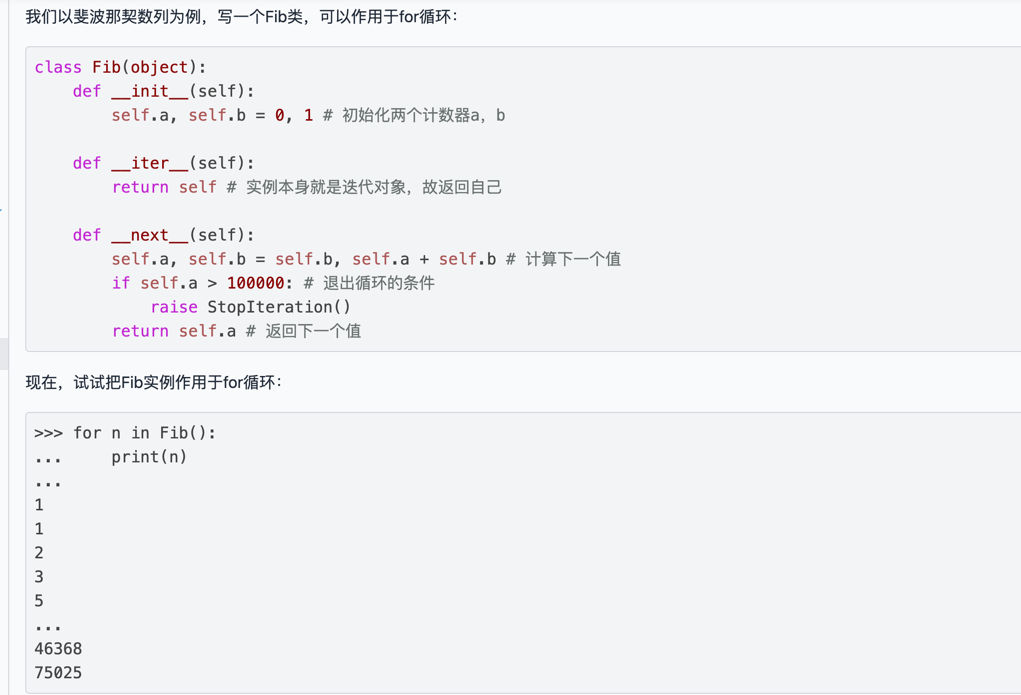 我们以斐波那契数列为例，写一个Fib类，可以作用于for循环：
class Fib(object):
    def __init__(self):
        self.a, self.b = 0, 1 # 初始化两个计数器a，b
    def __iter__(self):
        return self # 实例本身就是迭代对象，故返回自己
    def __next__(self):
        self.a, self.b = self.b, self.a + self.b # 计算下一个值
        if self.a > 100000: # 退出循环的条件
            raise StopIteration()
        return self.a # 返回下一个值
现在，试试把Fib实例作用于for循环：
>>> for n in Fib():
...     print(n)
...
1
1
2
3
5
...
46368
75025